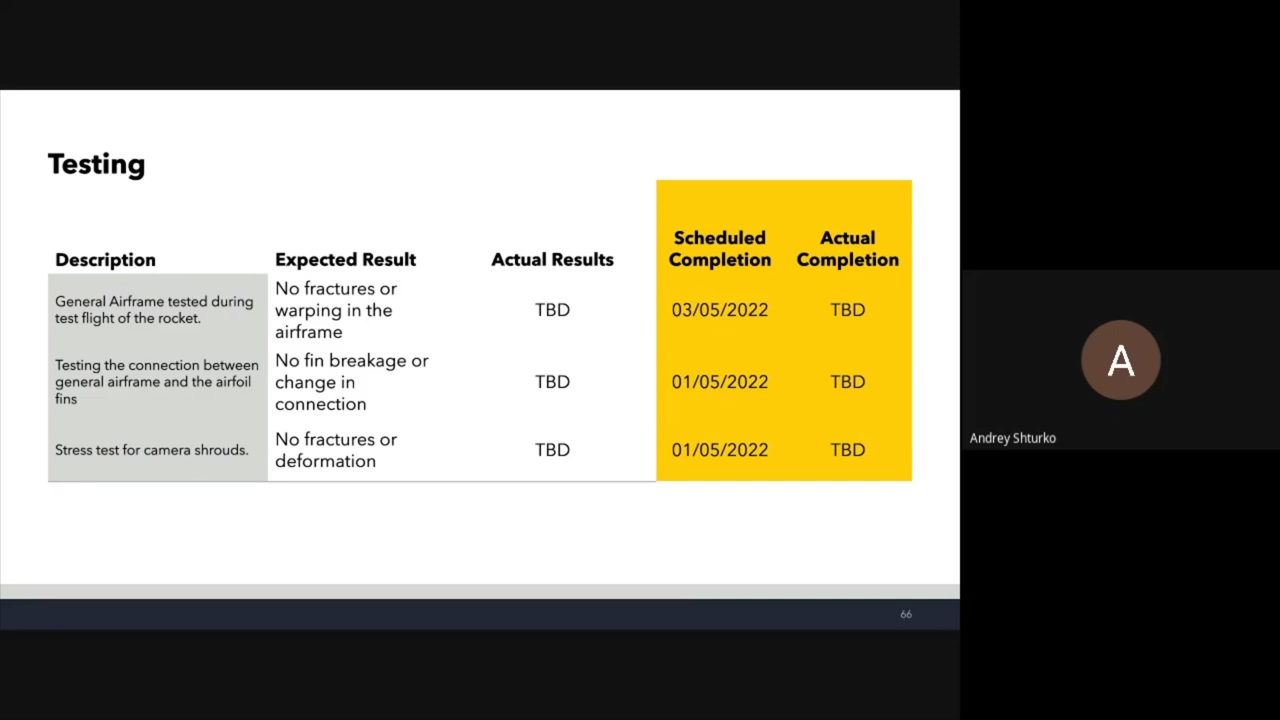 Testing
Description
Expected Result
Actual Results
Scheduled
Completion
Actual
Completion
General Airframe tested during
test flight of the rocket.
No fractures or
warping in the
airframe
TBD
03/05/2022
TBD
Testing the connection between
general airframe and the airfoil
fins
No fin breakage or
change in
connection
TBD
01/05/2022
TBD
Stress test for camera shrouds.
No fractures or
deformation
TBD
01/05/2022
TBD
66
A
Andrey Shturko